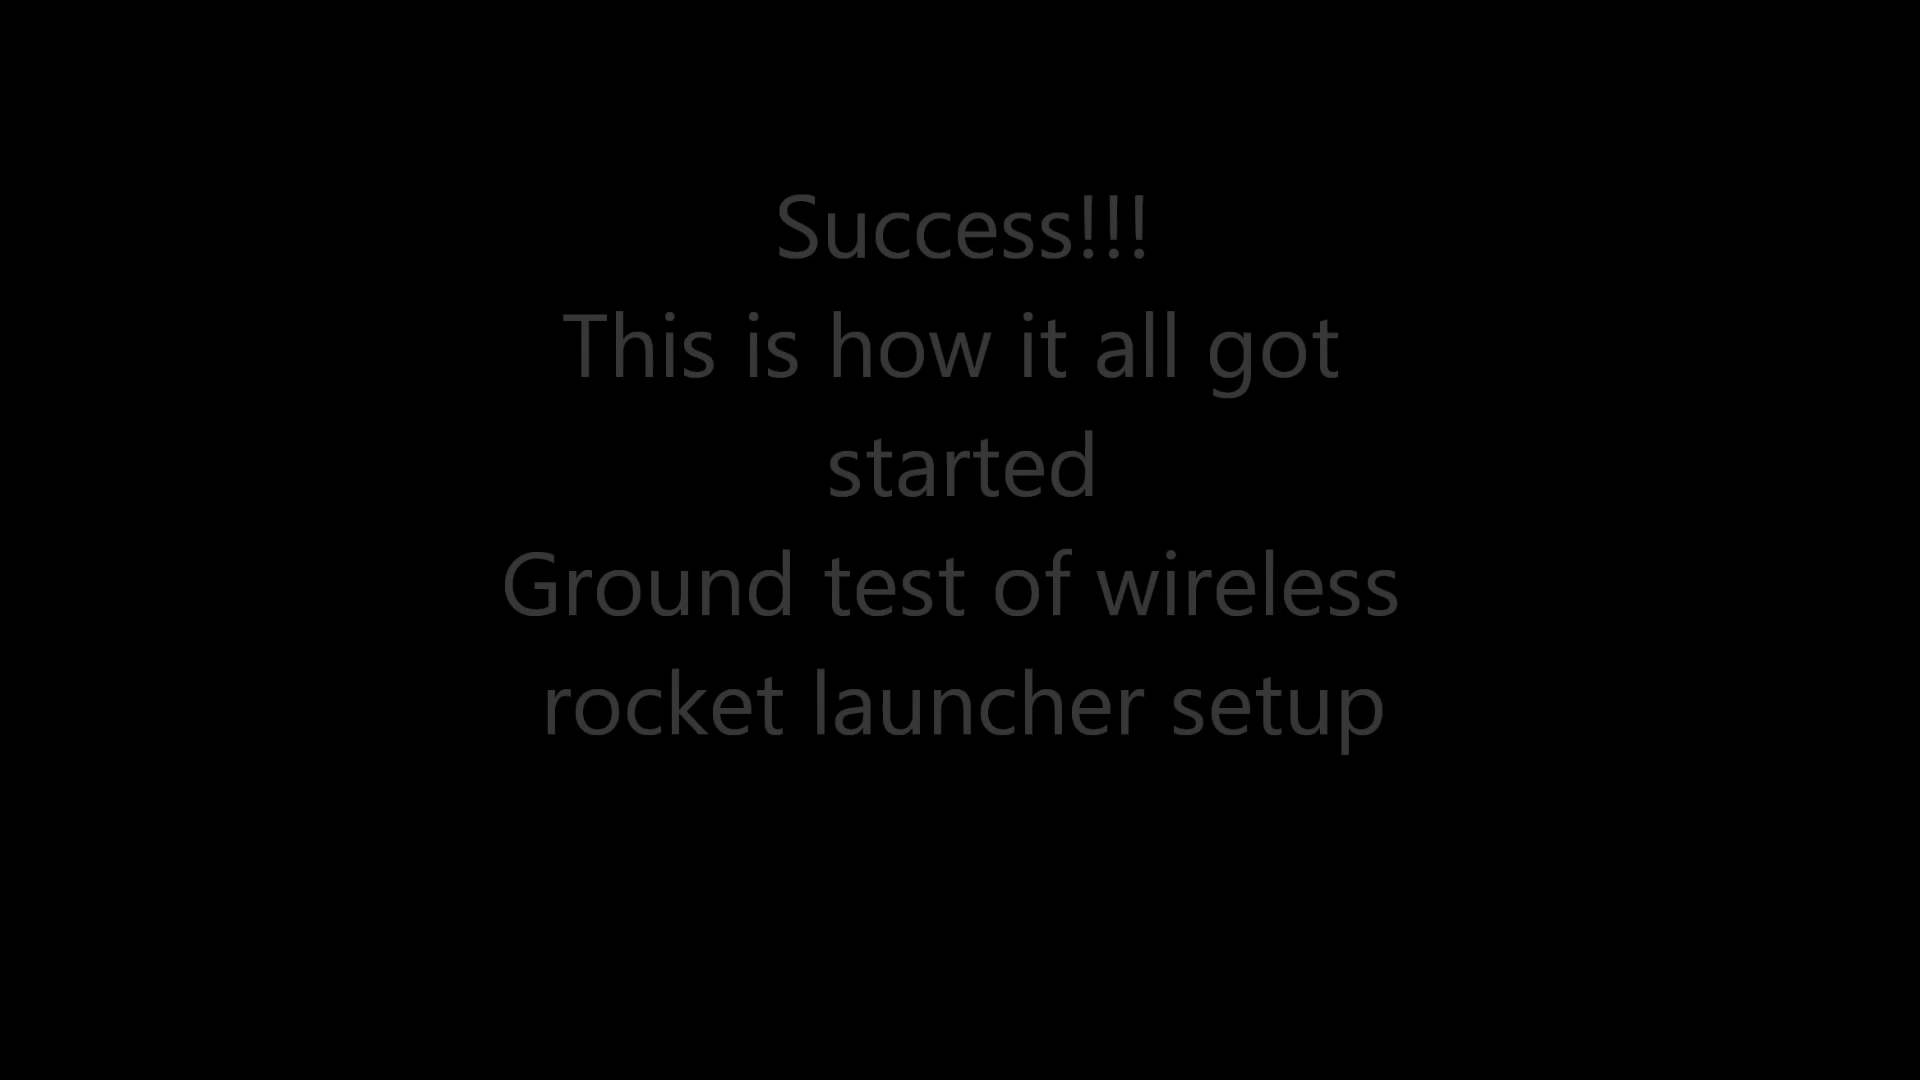 Success!!!
This is how it all got
started
Ground test of wireless
rocket launcher setup